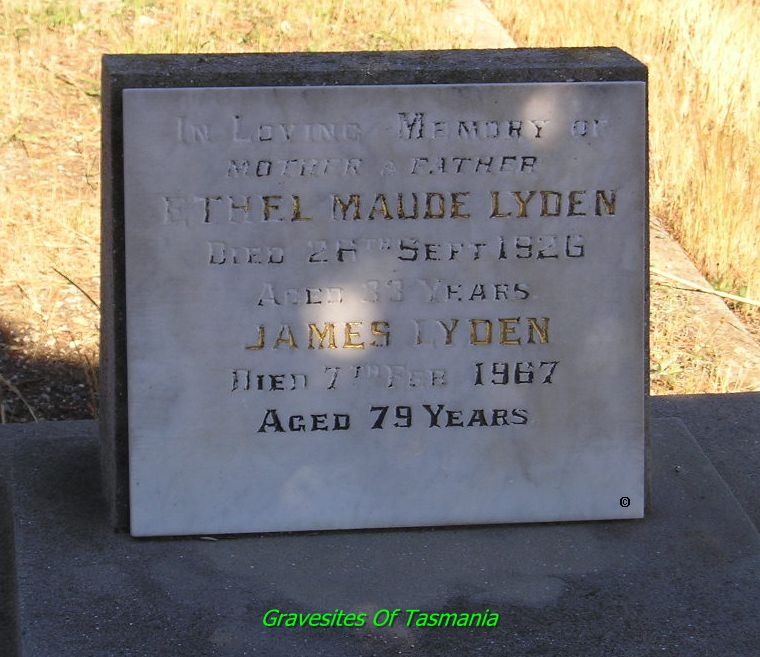 In Loving Memory of
MOTHER & FATHER
ETHEL MAUDE LYDEN
Died 26TH Sept 1926
Aged 33 Years
JAMES LYDEN
Died 7TH Feb 1967
Aged 79 Years
©
Gravesites Of Tasmania